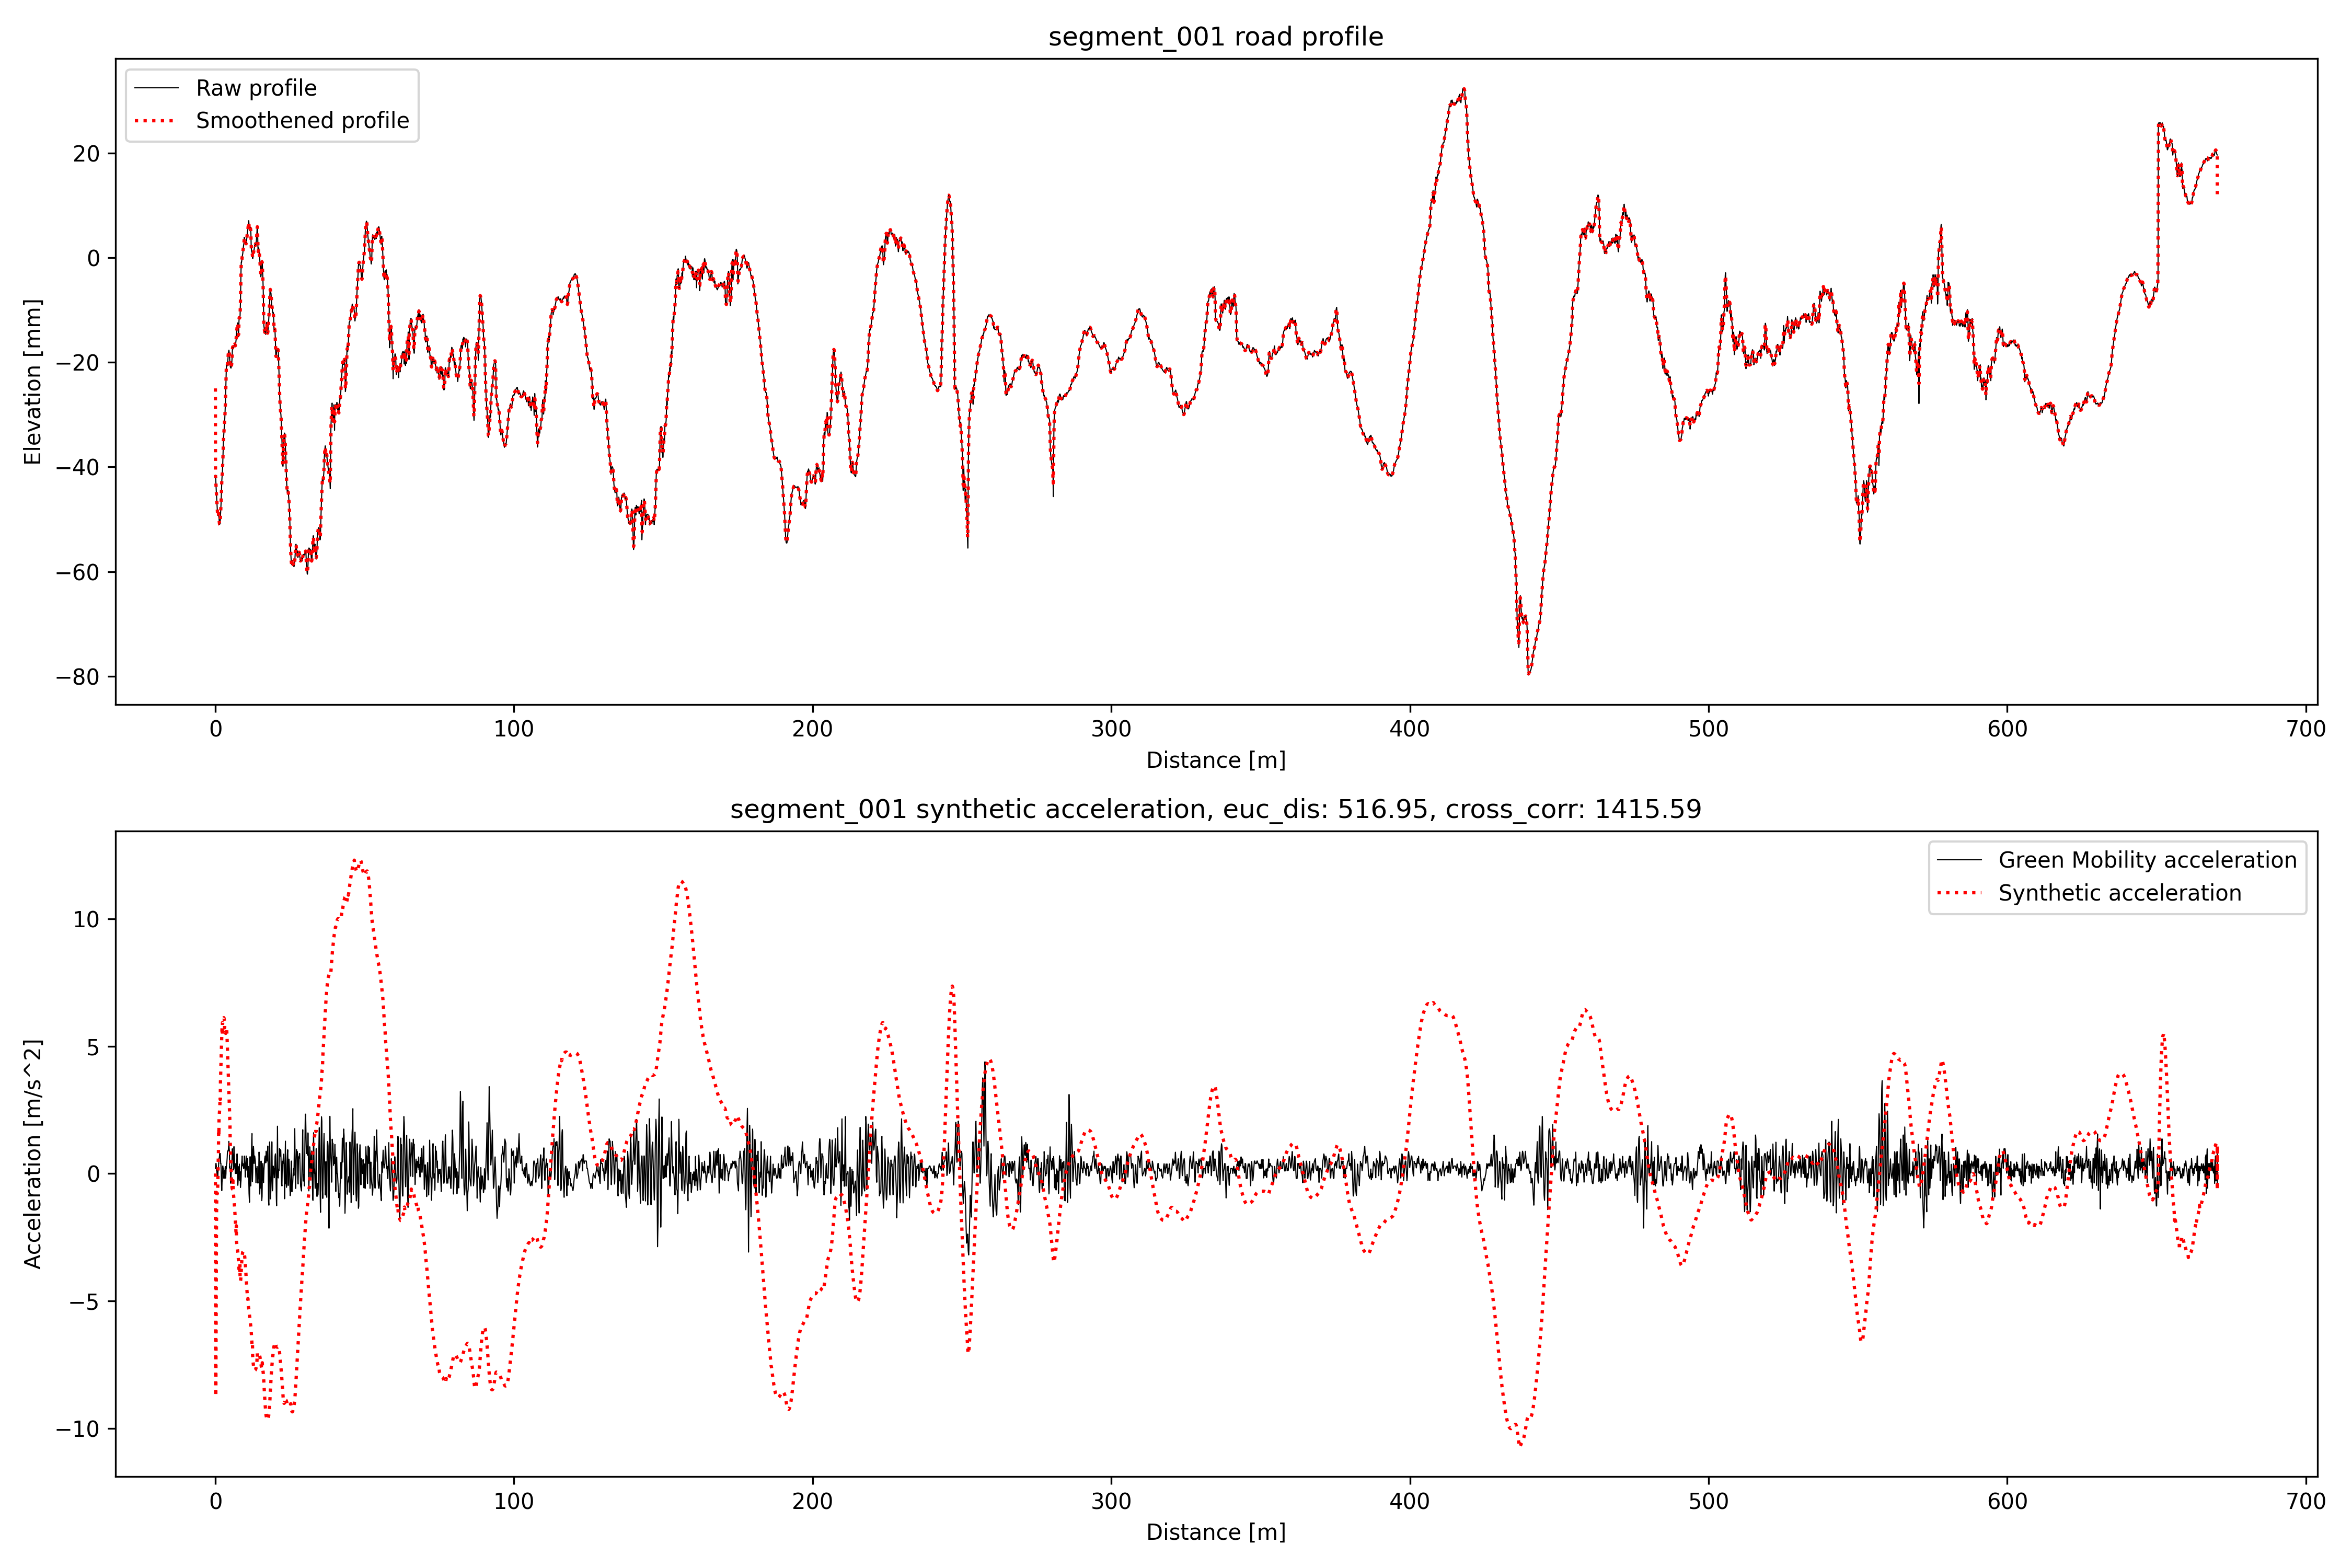 segment_001 road profile
Raw profile
Smoothened profile
Elevation [mm]
20
0
−20
−40
−60
−80
0 100 200 300 400 500 600 700
Distance [m]
segment_001 synthetic acceleration, euc_dis: 516.95, cross_corr: 1415.59
Green Mobility acceleration
Synthetic acceleration
Acceleration [m/s^2]
10
5
0
−5
−10
0 100 200 300 400 500 600 700
Distance [m]